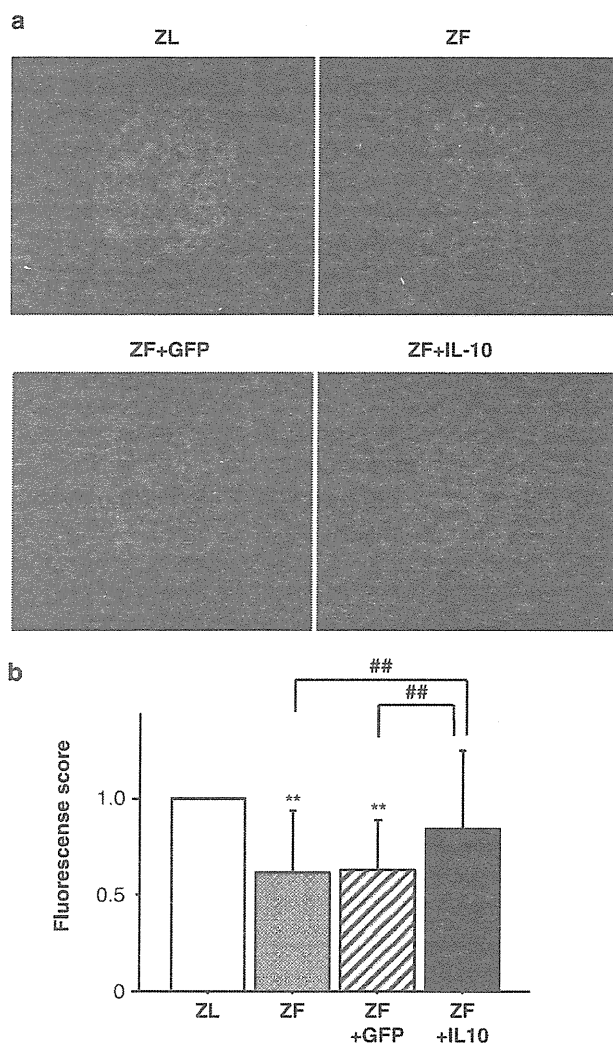 a
ZL ZF
ZF+GFP ZF+IL-10
b
##
##
Fluorescense score
1.0
** **
0.5
0
ZL ZF ZF ZF
+GFP +IL10